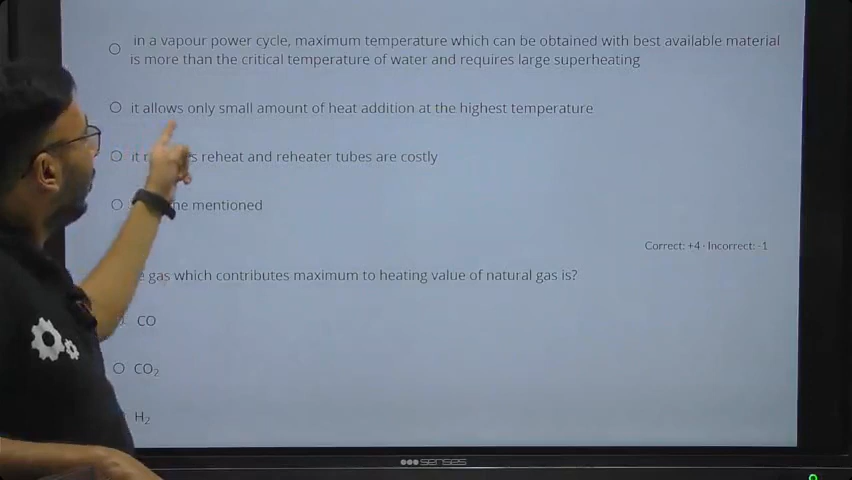 in a vapour power cycle, maximum temperature which can be obtained with best available material
is more than the critical temperature of water and requires large superheating
it allows only small amount of heat addition at the highest temperature
it reheat and reheater tubes are costly
mentioned
Correct: +4 · Incorrect: -1
gas which contributes maximum to heating value of natural gas is?
CO
CO₂
H₂
senses